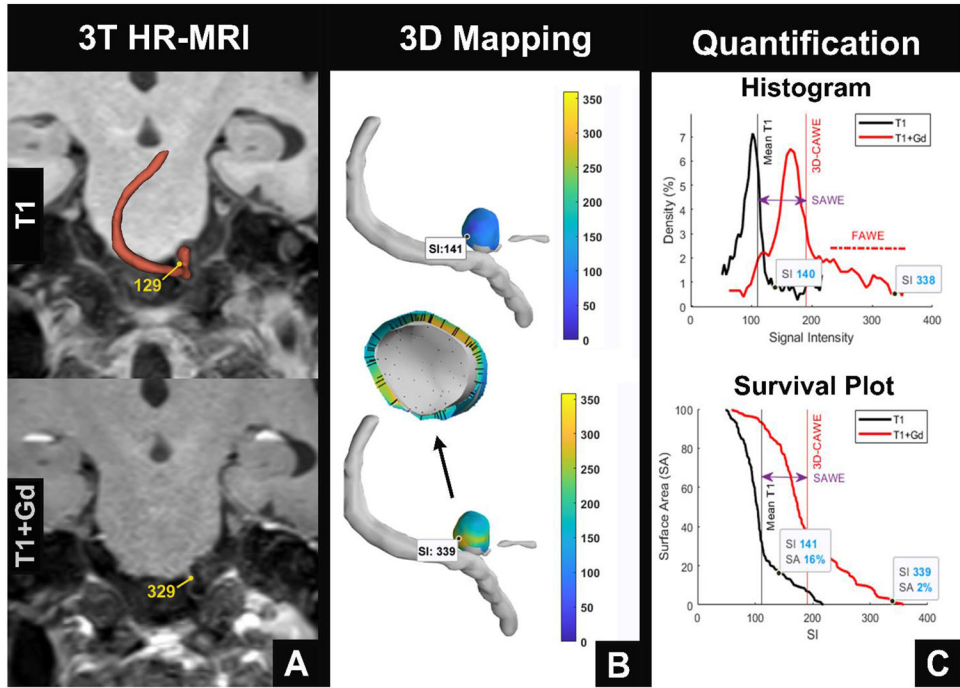 3T HR-MRI
T1
129
T1+Gd
329
A
3D Mapping
350
300
250
200
150
100
50
0
SI:141
350
300
250
200
150
100
50
0
SI: 339
B
Quantification
Histogram
Density (%)
7
6
5
4
3
2
1
0
Mean T1
3D-CAWE
T1
T1+Gd
SAWE
FAWE
SI 140
SI 338
0 100 200 300 400
Signal Intensity
Survival Plot
Surface Area (SA)
100
80
60
40
20
0
Mean T1
3D-CAWE
T1
T1+Gd
SAWE
SI 141
SA 16%
SI 339
SA 2%
0 100 200 300 400
SI
C